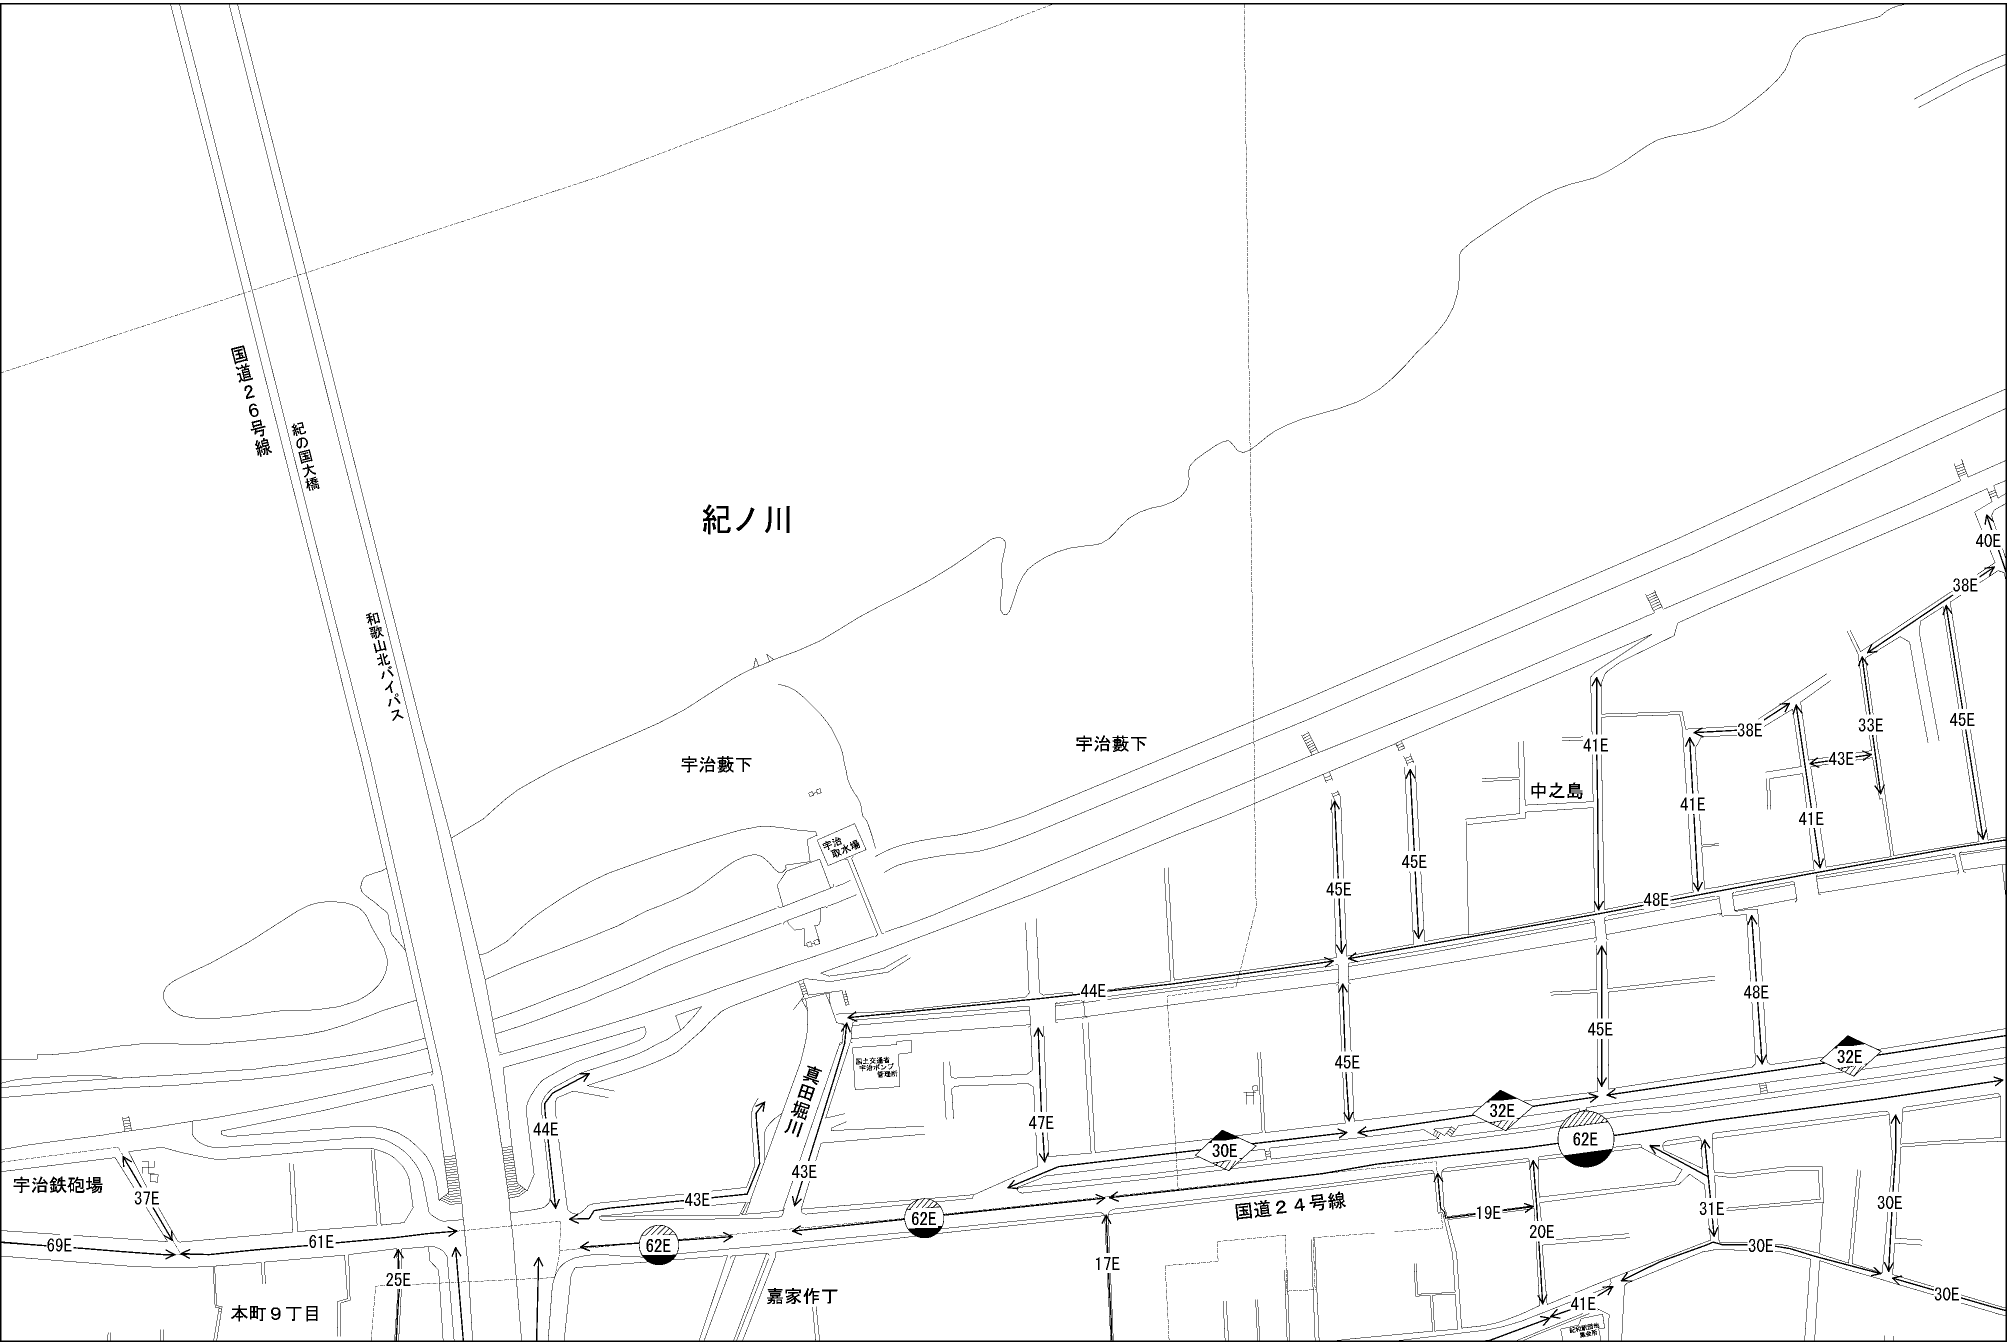 国道26号線
紀の国大橋
紀ノ川
和歌山北バイパス
40E
38E
宇治藪下
宇治藪下
41E
38E
33E
45E
43E
中之島
41E
41E
宇治
取水場
45E
45E
48E
44E
48E
45E
45E
32E
国土交通省
宇治ポンプ
管理所
真田堀川
44E
47E
32E
62E
30E
43E
宇治鉄砲場
37E
43E
国道24号線
62E
19E
20E
31E
30E
69E
61E
62E
30E
25E
17E
本町9丁目
嘉家作丁
41E
30E